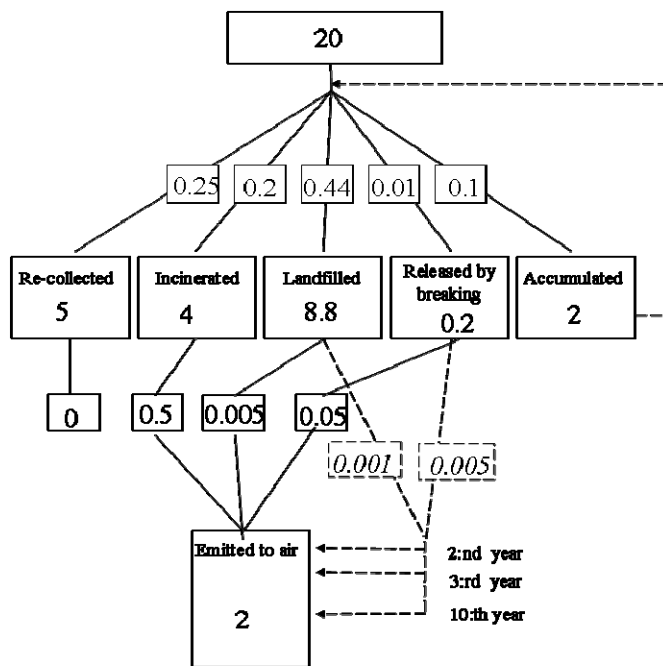 20
0.25
0.2
0.44
0.01
0.1
Re-collected
5
Incinerated
4
Landfilled
8.8
Released by
breaking
0.2
Accumulated
2
0
0.5
0.005
0.05
0.001
0.005
Emitted to air
2
2:nd year
3:rd year
10:th year